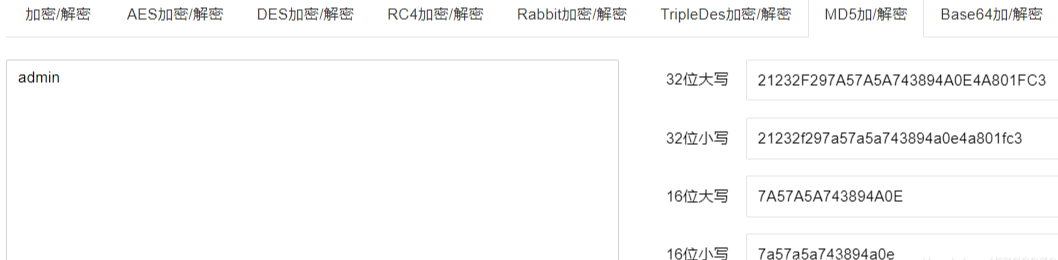 加密/解密 AES加密/解密 DES加密/解密 RC4加密/解密 Rabbit加密/解密 TripleDes加密/解密 MD5加/解密 Base64加/解密
admin
32位大写 21232F297A57A5A743894A0E4A801FC3
32位小写 21232f297a57a5a743894a0e4a801fc3
16位大写 7A57A5A743894A0E
16位小写 7a57a5a743894a0e